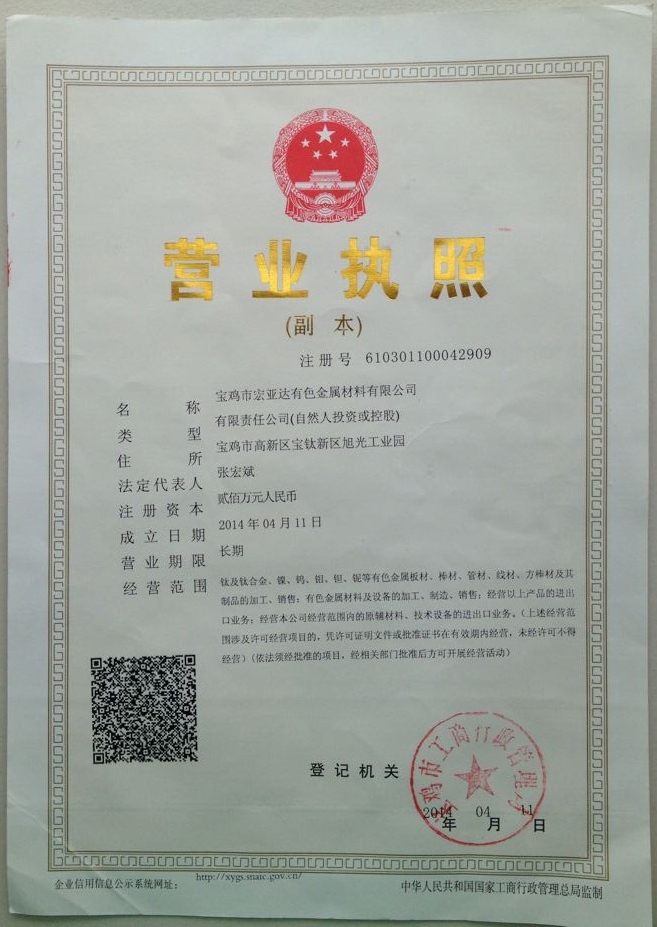 营业执照
(副 本)
注册号 610301100042909
名称 宝鸡市宏亚达有色金属材料有限公司
类型 有限责任公司(自然人投资或控股)
住所 宝鸡市高新区宝钛新区旭光工业园
法定代表人 张宏斌
注册资本 贰佰万元人民币
成立日期 2014年04月11日
营业期限 长期
经营范围 钛及钛合金、镍、钨、钼、钽、铌等有色金属板材、棒材、管材、线材、方棒材及其
制品的加工、销售；有色金属材料及设备的加工、制造、销售；经营以上产品的进出
口业务；经营本公司经营范围内的原辅材料、技术设备的进出口业务。（上述经营范
围涉及许可经营项目的，凭许可证明文件或批准证书在有效期内经营，未经许可不得
经营）（依法须经批准的项目，经相关部门批准后方可开展经营活动）
登记机关
宝鸡市工商行政管理局
2014年 04月 11日
企业信用信息公示系统网址： http://xygs.snaic.gov.cn/
中华人民共和国国家工商行政管理总局监制